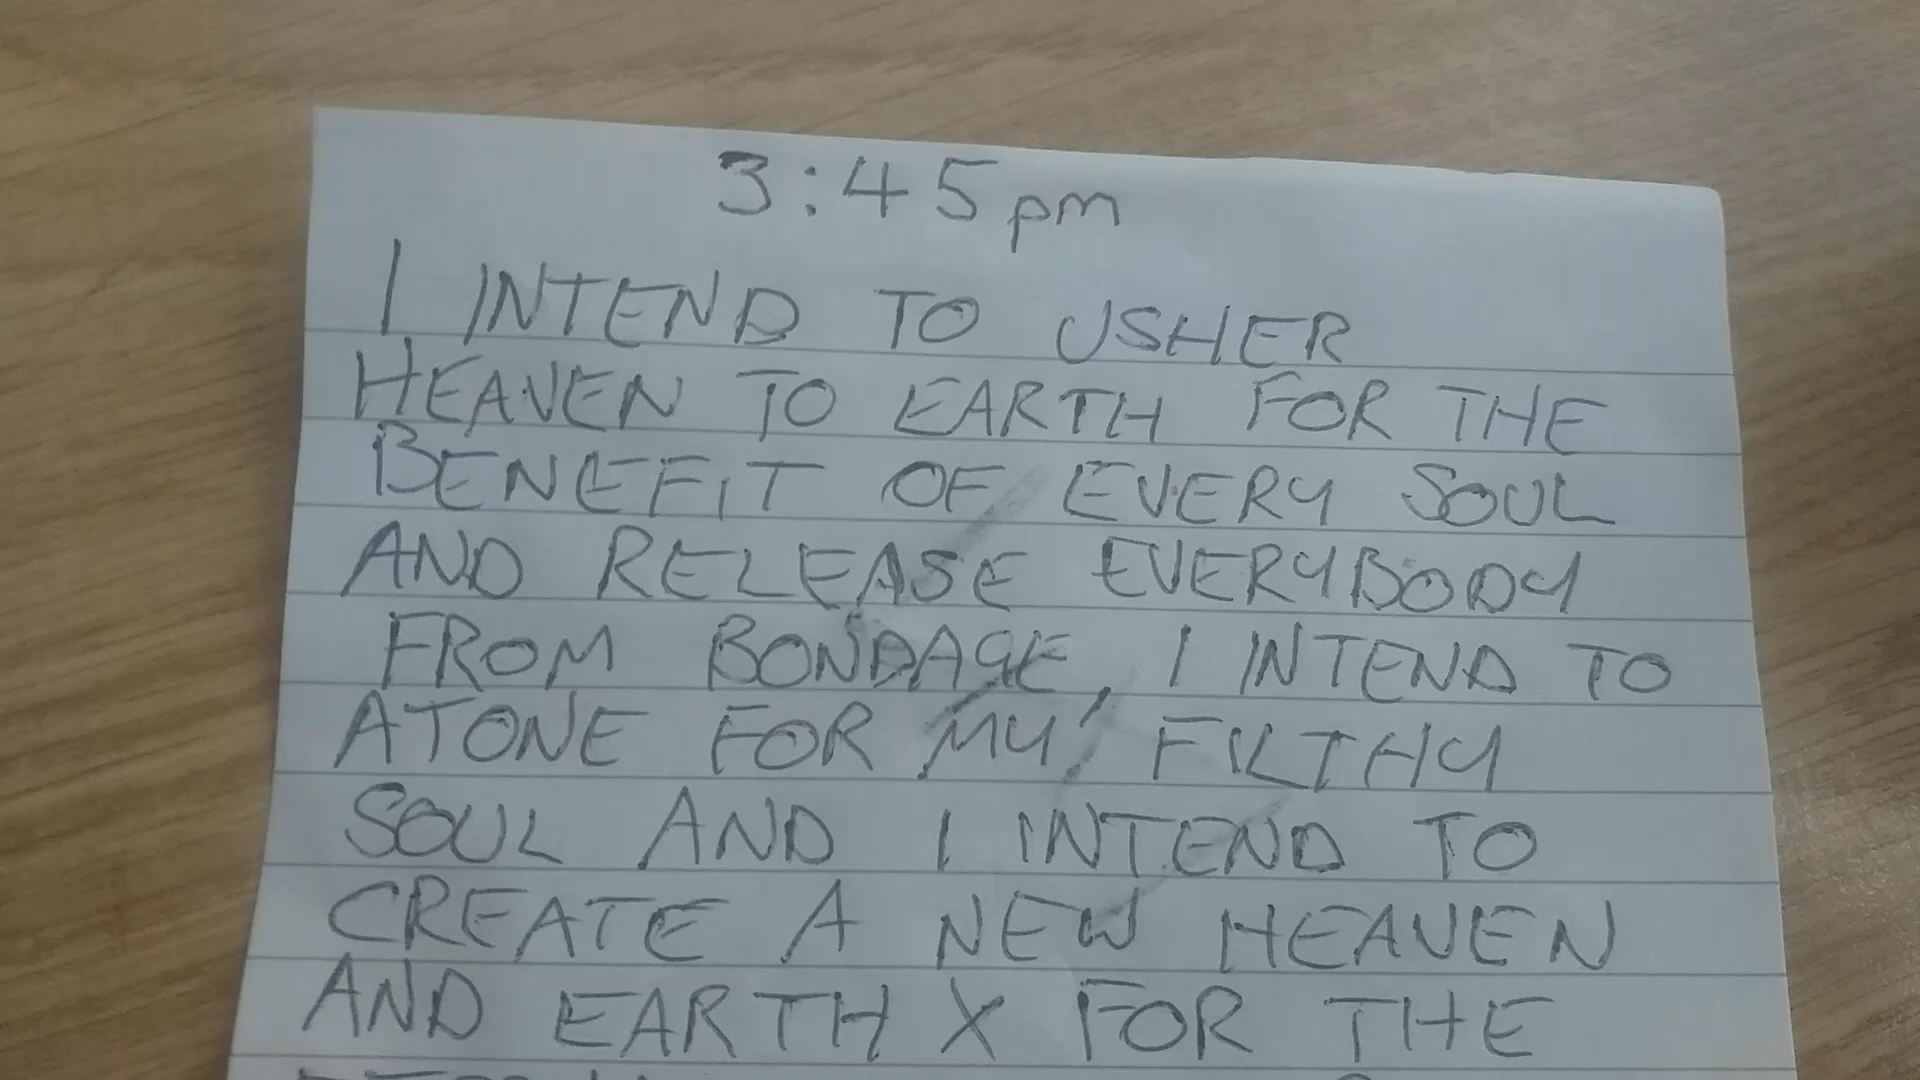 3:45pm
I INTEND TO USHER
HEAVEN TO EARTH FOR THE
BENEFIT OF EVERY SOUL
AND RELEASE EVERYBODY
FROM BONDAGE, I INTEND TO
ATONE FOR MY FILTHY
SOUL AND I INTEND TO
CREATE A NEW HEAVEN
AND EARTH X FOR THE